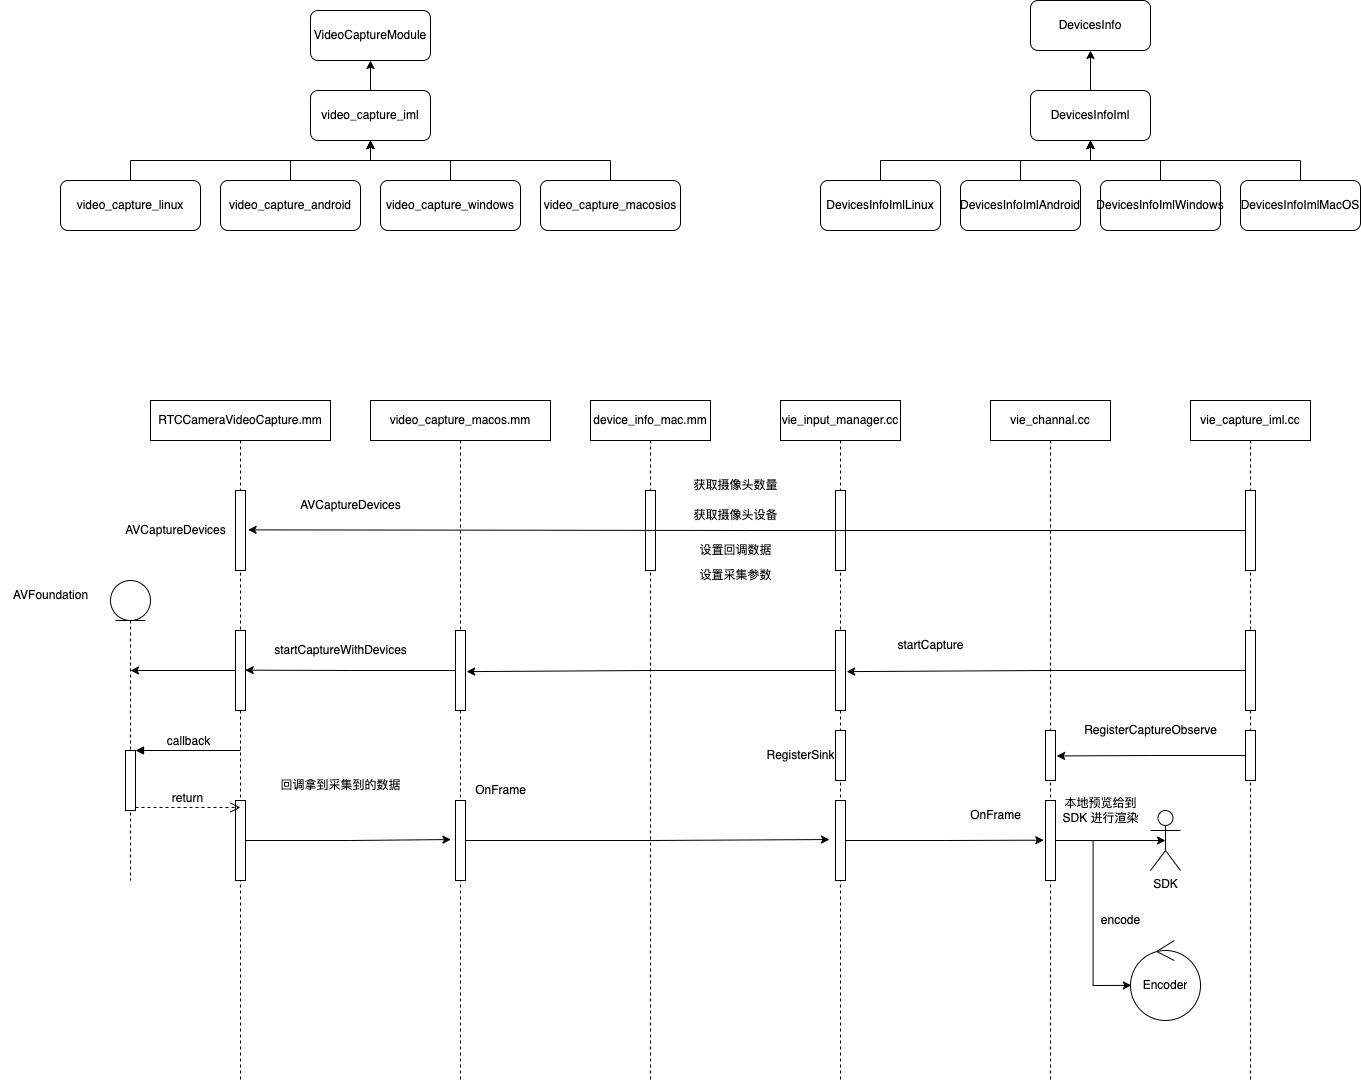 VideoCaptureModule
DevicesInfo
video_capture_iml
DevicesInfoIml
video_capture_linux
video_capture_android
video_capture_windows
video_capture_macosios
DevicesInfoImlLinux
DevicesInfoImlAndroid
DevicesInfoImlWindows
DevicesInfoImlMacOS
RTCCameraVideoCapture.mm
video_capture_macos.mm
device_info_mac.mm
vie_input_manager.cc
vie_channal.cc
vie_capture_iml.cc
获取摄像头数量
AVCaptureDevices
获取摄像头设备
AVCaptureDevices
设置回调数据
设置采集参数
AVFoundation
startCapture
startCaptureWithDevices
RegisterCaptureObserve
callback
RegisterSink
回调拿到采集到的数据
OnFrame
return
本地预览给到
SDK 进行渲染
OnFrame
SDK
encode
Encoder